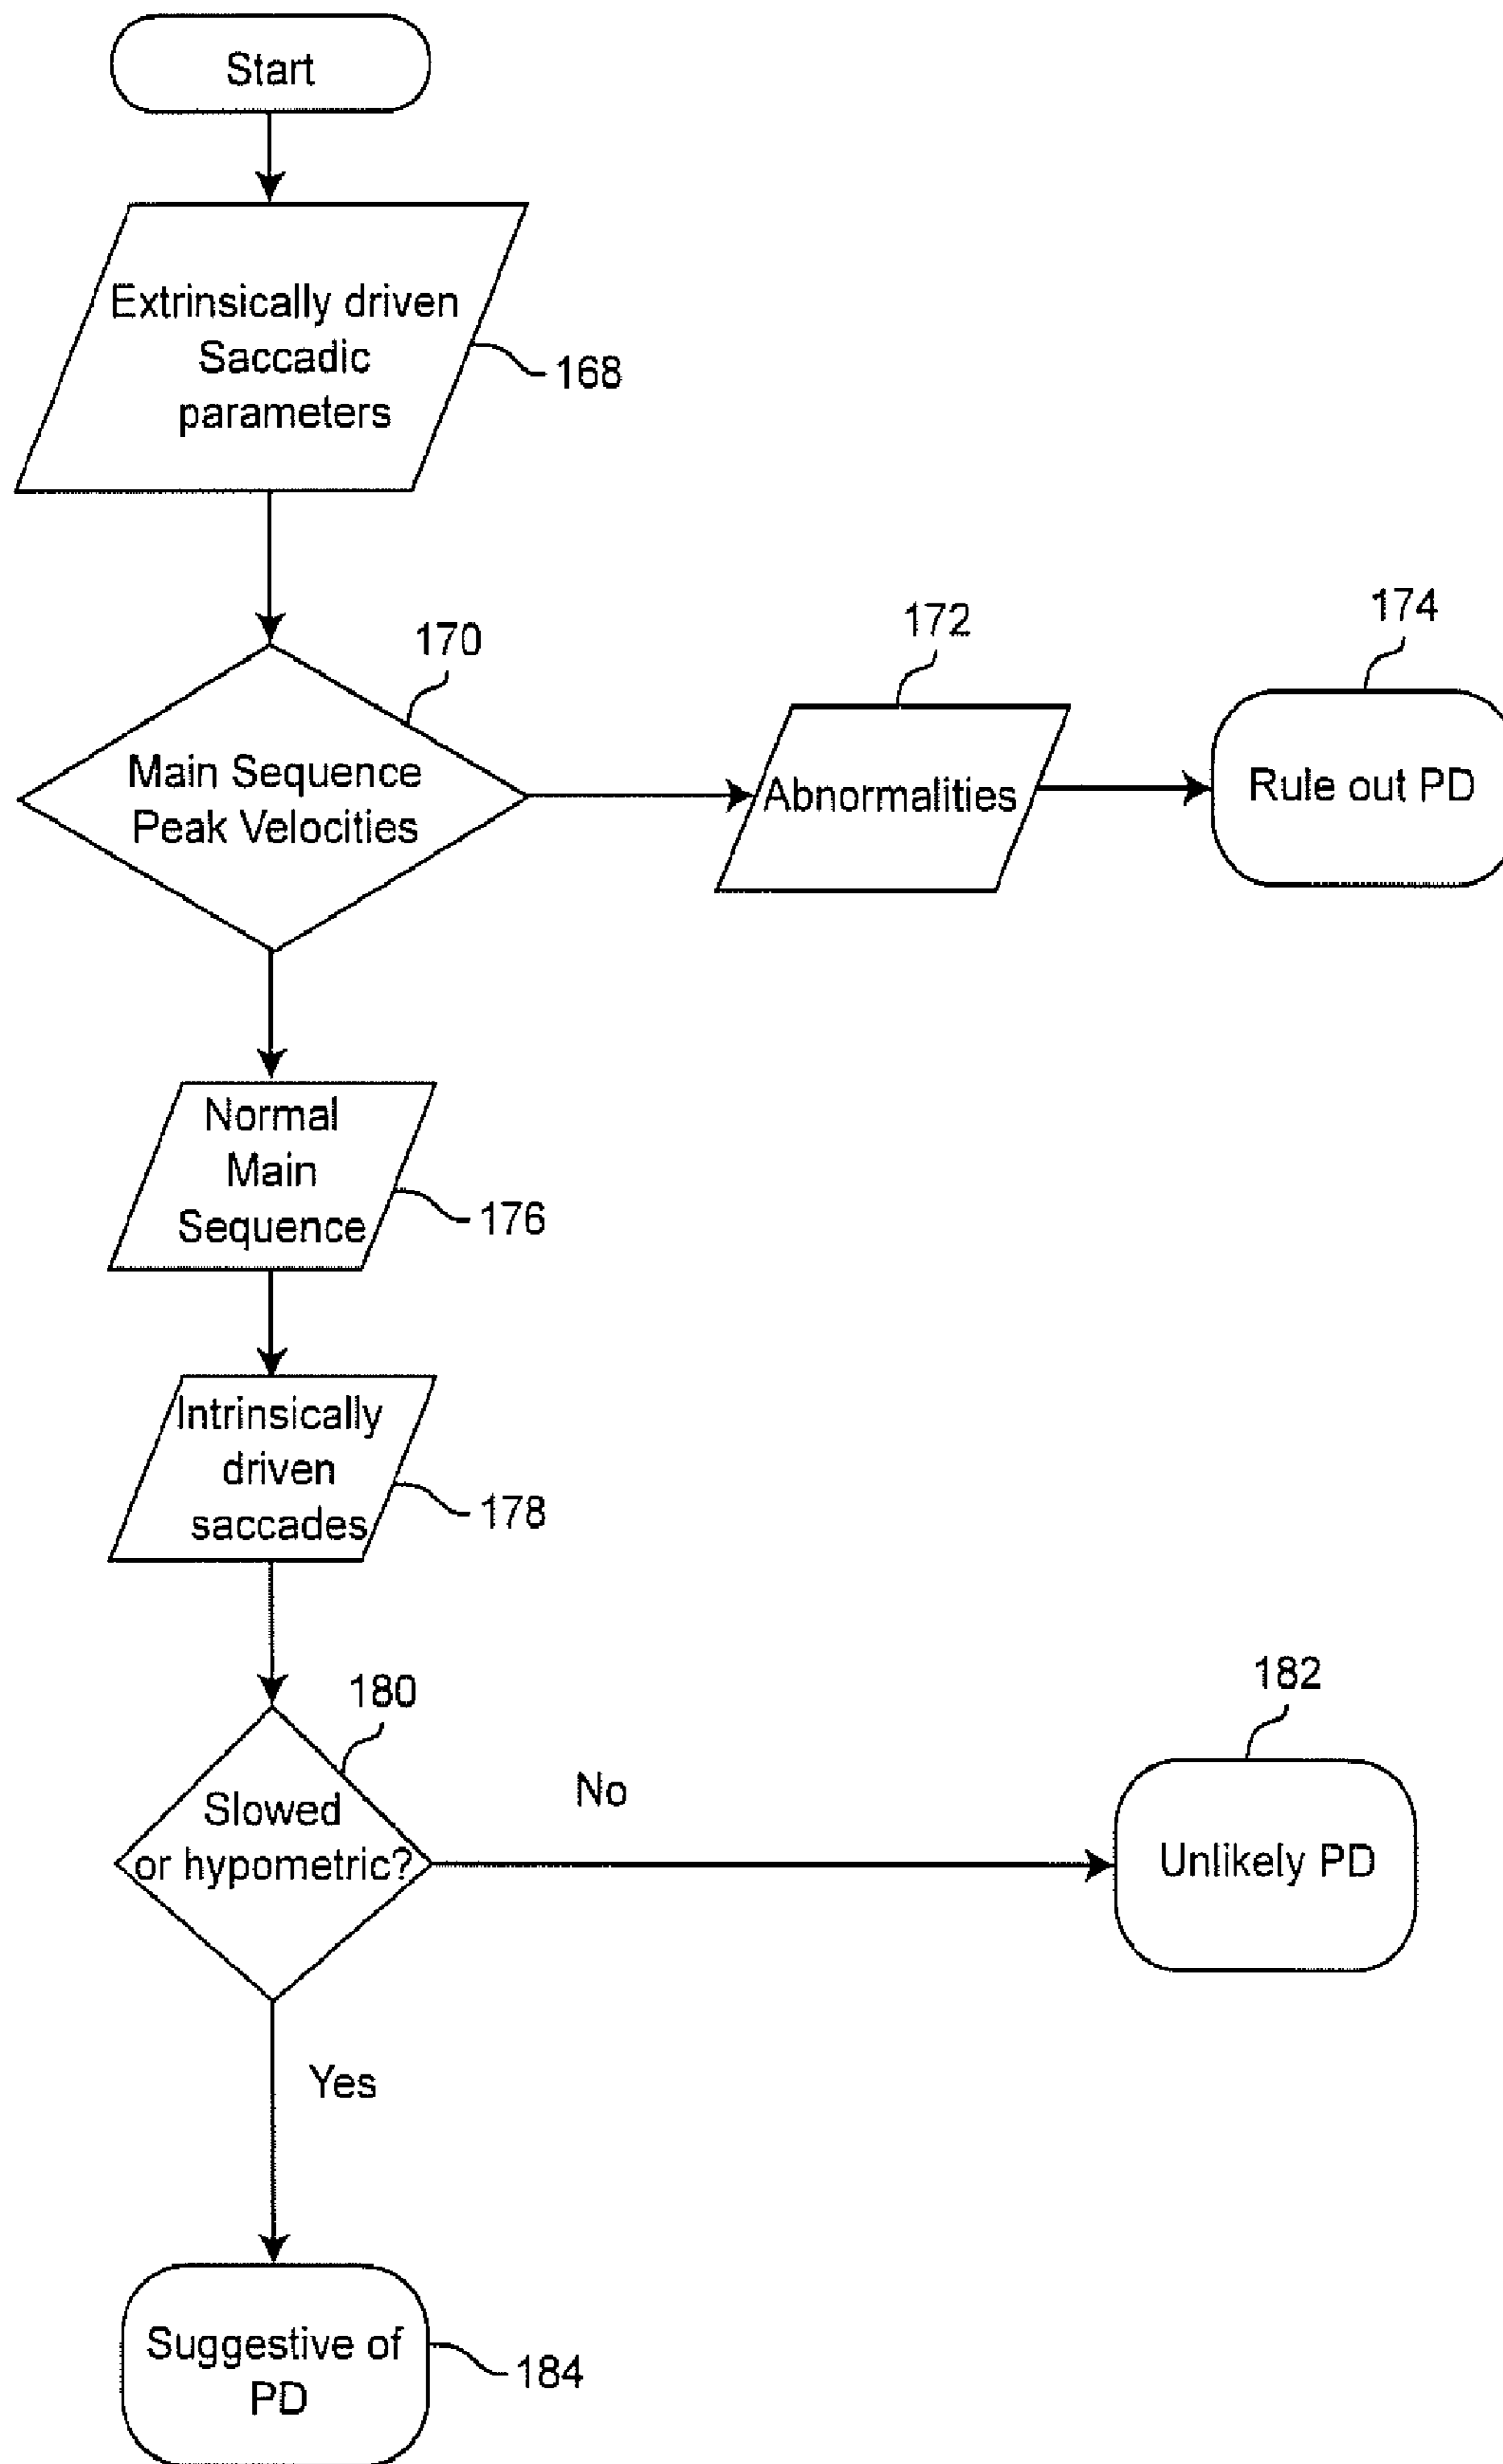 Start
Extrinsically driven
Saccadic
parameters
168
170
Main Sequence
Peak Velocities
172
Abnormalities
174
Rule out PD
Normal
Main
Sequence
176
Intrinsically
driven
saccades
178
180
Slowed
or hypometric?
No
182
Unlikely PD
Yes
Suggestive of
PD
184